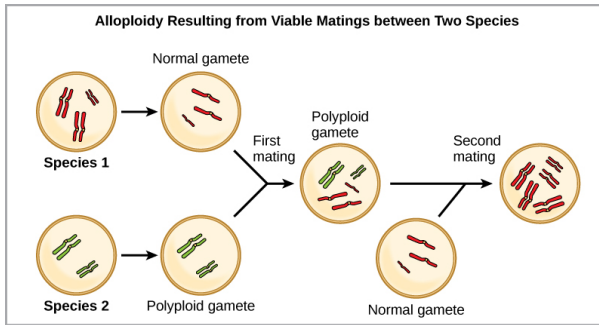 Alloploidy Resulting from Viable Matings between Two Species
Normal gamete
Species 1
First
mating
Polyploid
gamete
Second
mating
Species 2
Polyploid gamete
Normal gamete